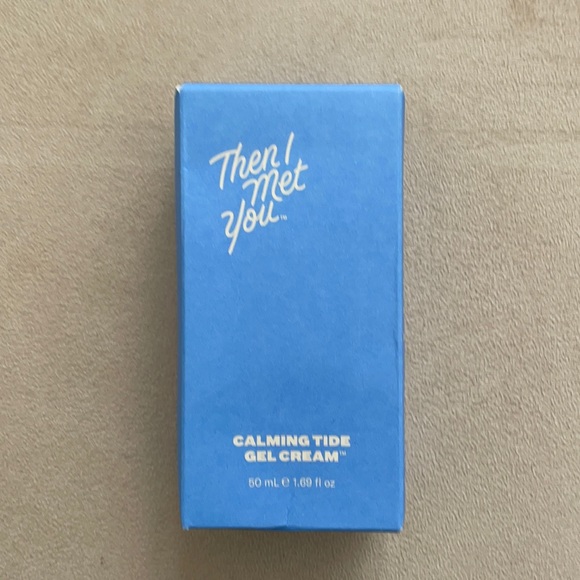 Then I
Met
You™
CALMING TIDE
GEL CREAM™
50 mL ℮ 1.69 fl oz